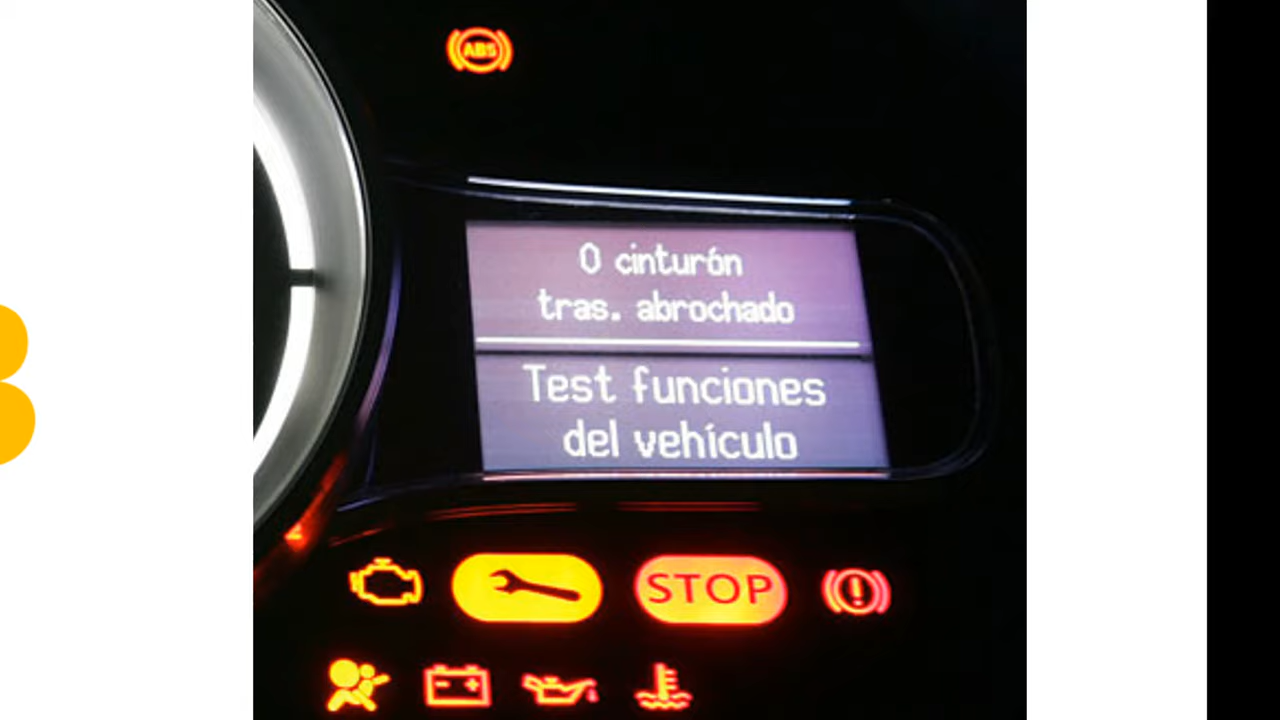 ABS
0 cinturón
tras. abrochado
Test funciones
del vehículo
STOP